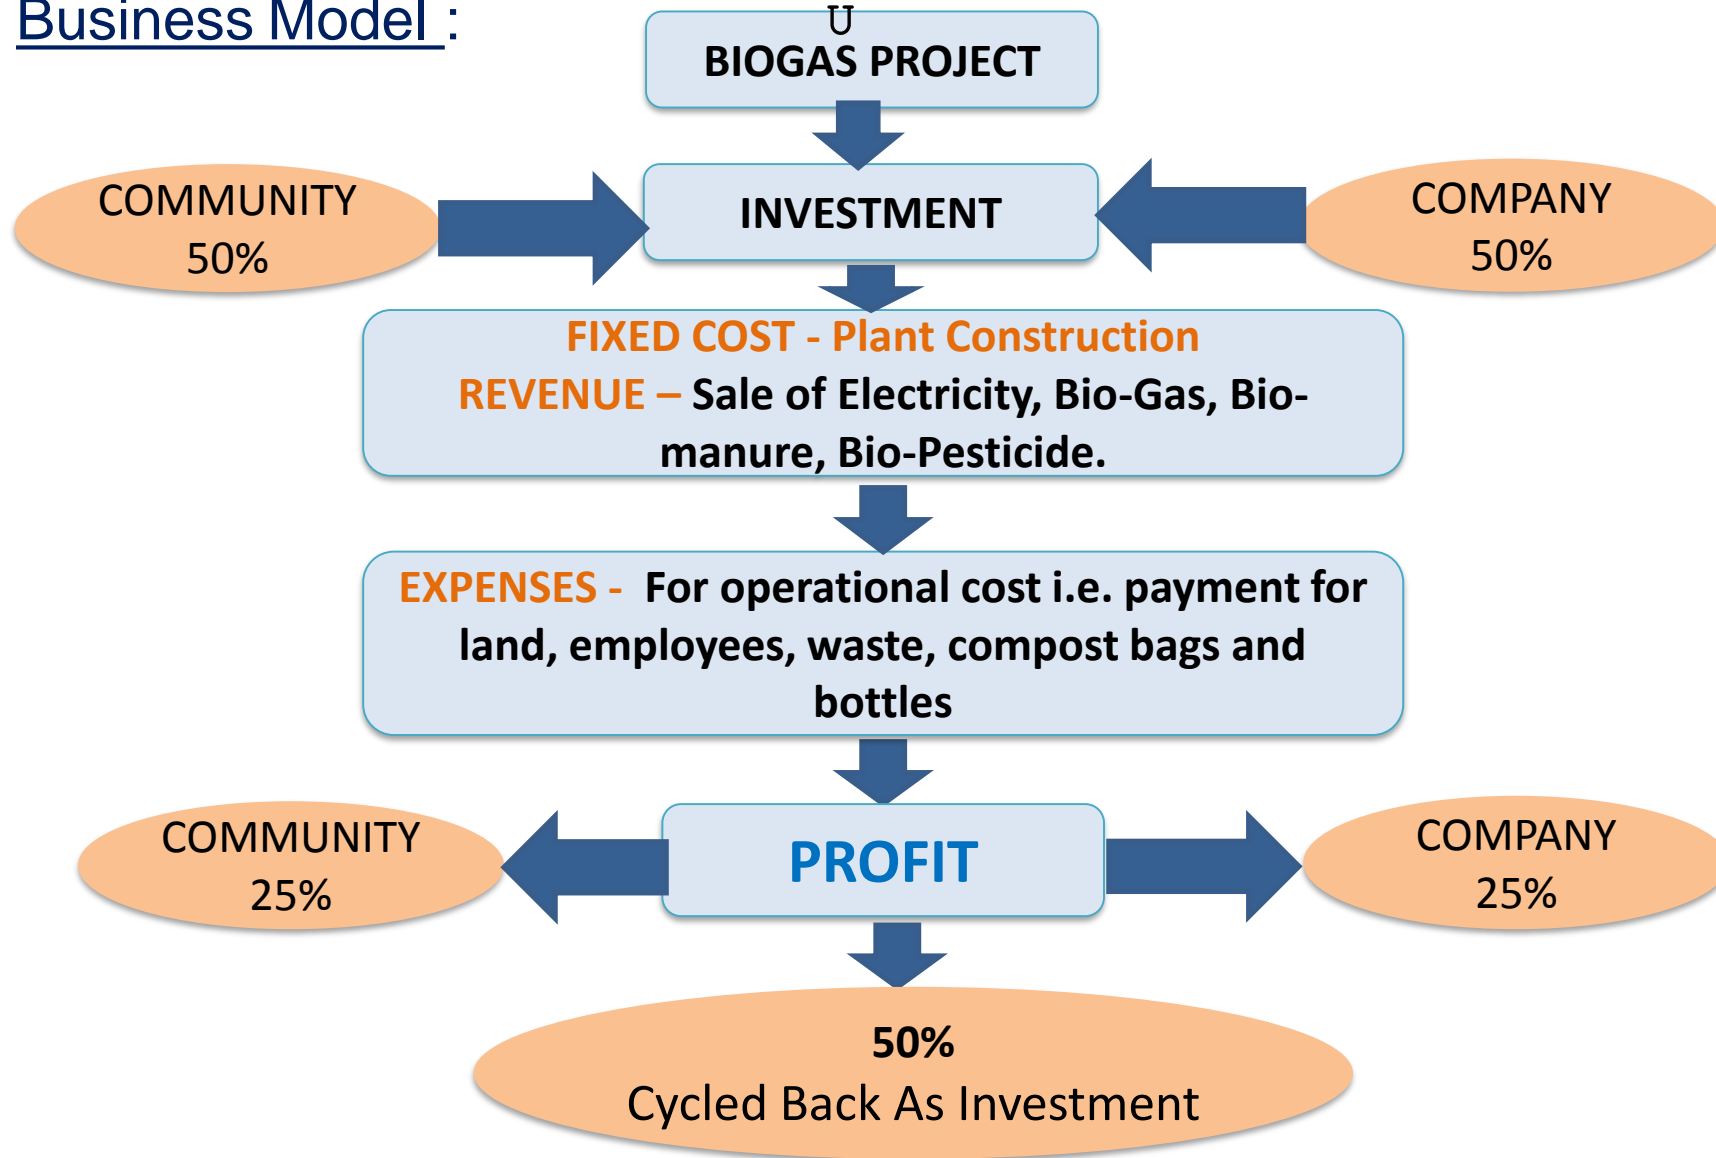 Business Model :
U
BIOGAS PROJECT
COMMUNITY
50%
INVESTMENT
COMPANY
50%
FIXED COST - Plant Construction
REVENUE – Sale of Electricity, Bio-Gas, Bio-
manure, Bio-Pesticide.
EXPENSES - For operational cost i.e. payment for
land, employees, waste, compost bags and
bottles
COMMUNITY
25%
PROFIT
COMPANY
25%
50%
Cycled Back As Investment